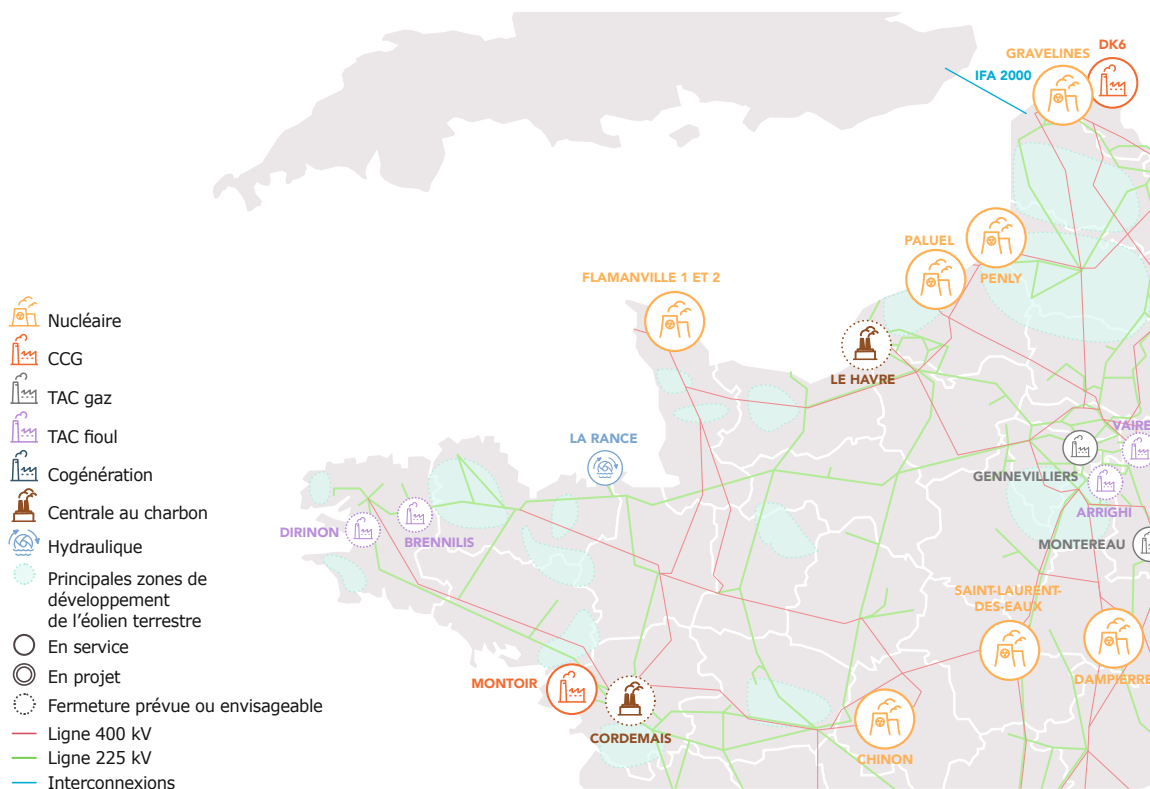 DK6
GRAVELINES
IFA 2000
PALUEL
PENLY
FLAMANVILLE 1 ET 2
LE HAVRE
LA RANCE
VAIRE
GENNEVILLIERS
ARRIGHI
DIRINON
BRENNILIS
MONTEREAU
SAINT-LAURENT-
DES-EAUX
DAMPIERRE
MONTOIR
CORDEMAIS
CHINON
Nucléaire
CCG
TAC gaz
TAC fioul
Cogénération
Centrale au charbon
Hydraulique
Principales zones de
développement
de l'éolien terrestre
En service
En projet
Fermeture prévue ou envisageable
Ligne 400 kV
Ligne 225 kV
Interconnexions